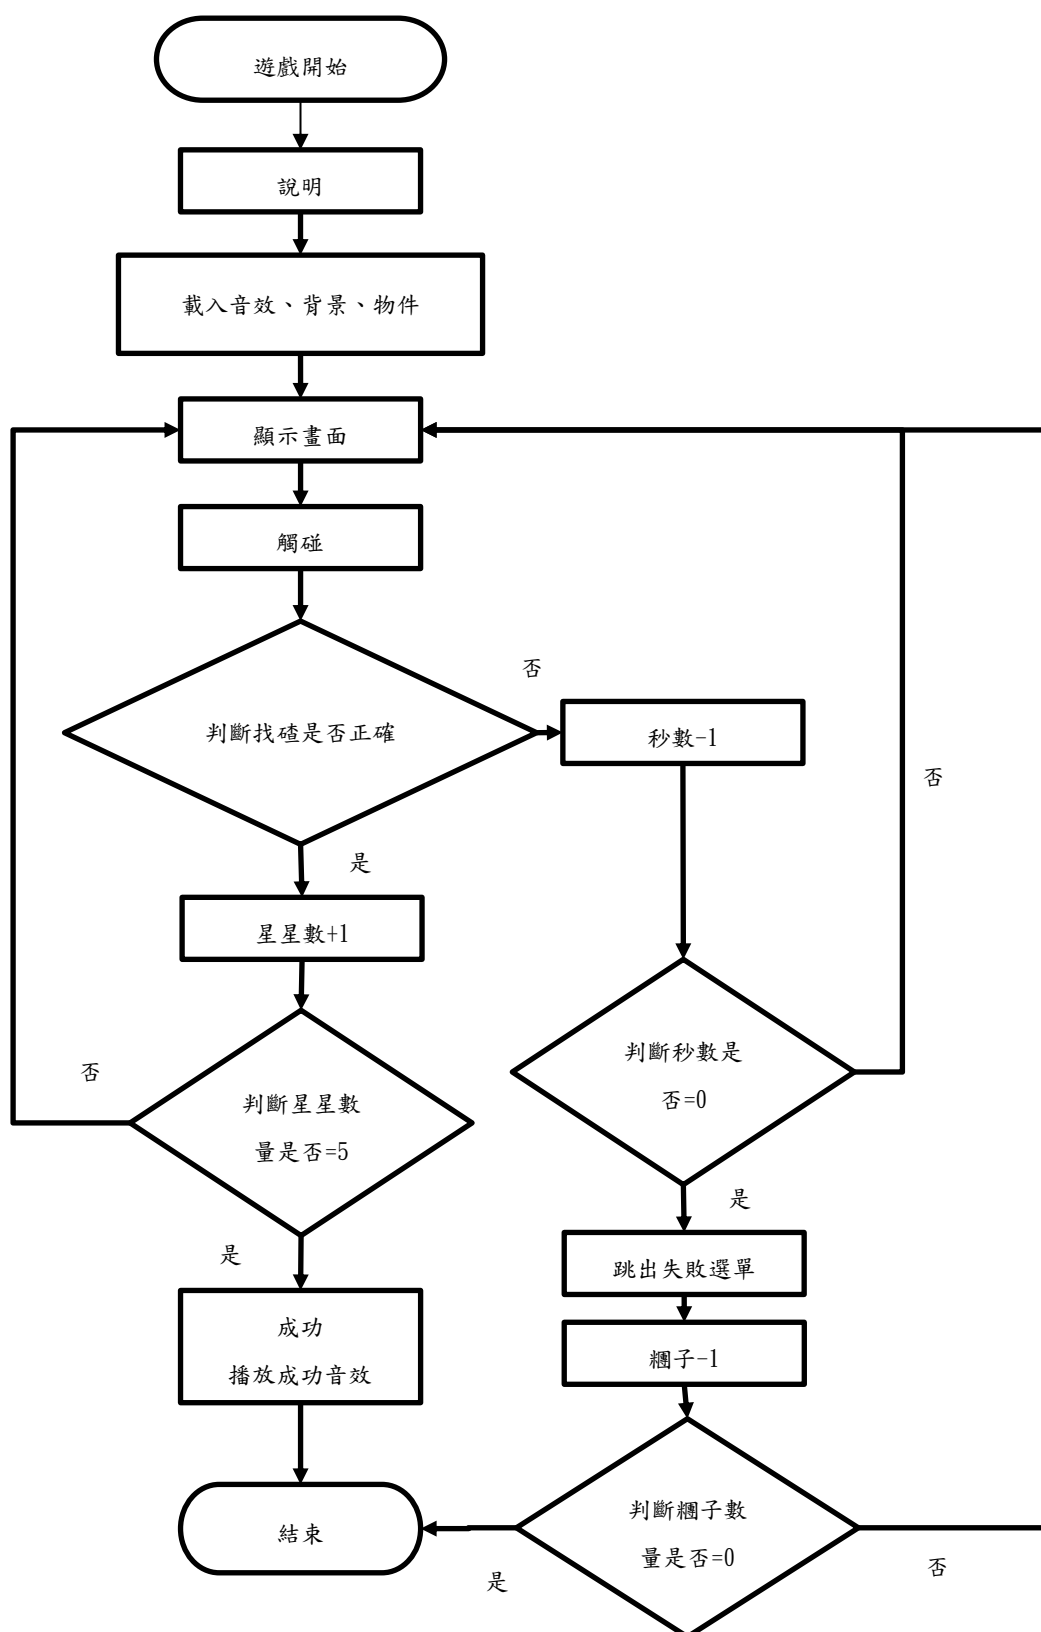 遊戲開始
說明
載入音效、背景、物件
顯示畫面
觸碰
否
判斷找碴是否正確
秒數-1
否
是
星星數+1
否
判斷星星數
量是否=5
判斷秒數是
否=0
是
是
跳出失敗選單
成功
播放成功音效
糰子-1
結束
判斷糰子數
量是否=0
是
否